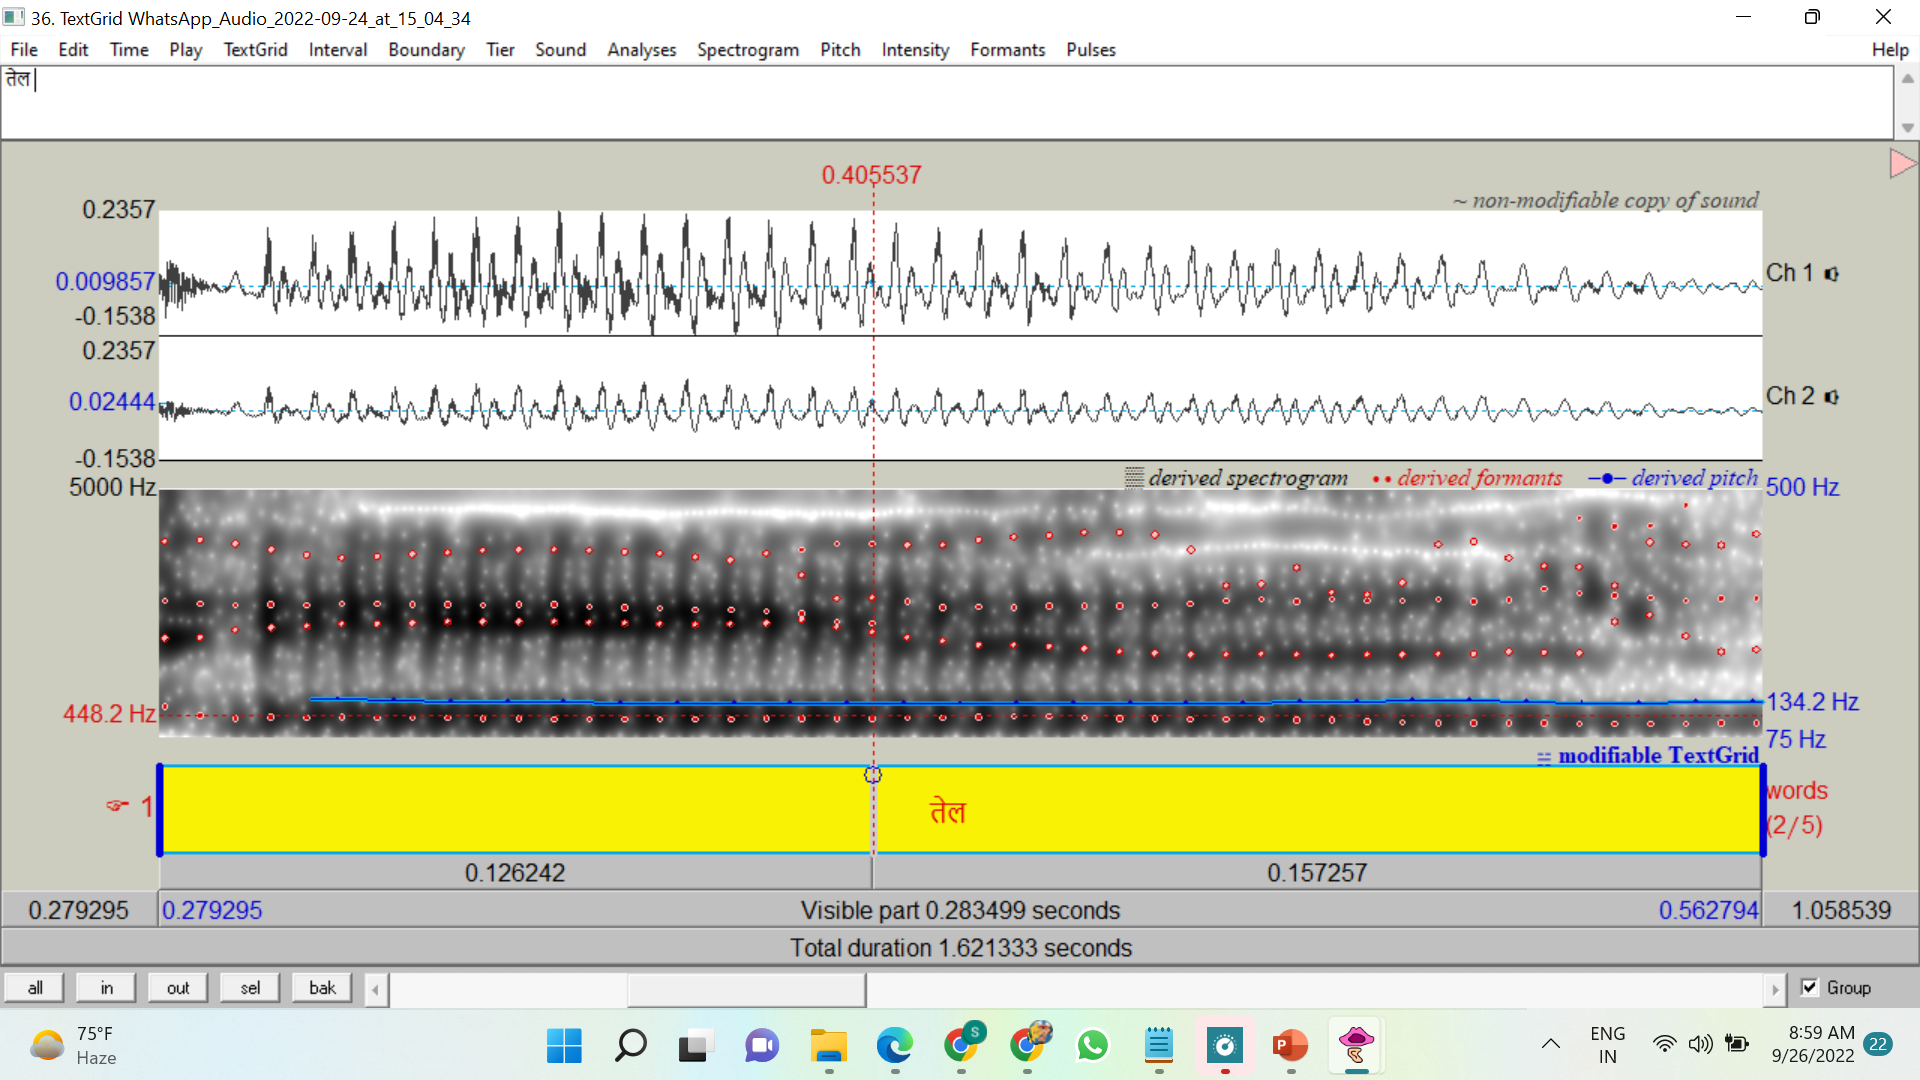 36. TextGrid WhatsApp_Audio_2022-09-24_at_15_04_34
File Edit Time Play TextGrid Interval Boundary Tier Sound Analyses Spectrogram Pitch Intensity Formants Pulses Help
तेल
0.405537
~ non-modifiable copy of sound
0.2357
0.009857
-0.1538
Ch 1
0.2357
0.02444
-0.1538
Ch 2
derived spectrogram derived formants derived pitch
5000 Hz 500 Hz
448.2 Hz 134.2 Hz
75 Hz
modifiable TextGrid
1 तेल words
(2/5)
0.126242 0.157257
0.279295 0.279295 Visible part 0.283499 seconds 0.562794 1.058539
Total duration 1.621333 seconds
all in out sel bak Group
75°F
Haze
S
P
ENG
IN
8:59 AM
9/26/2022
22